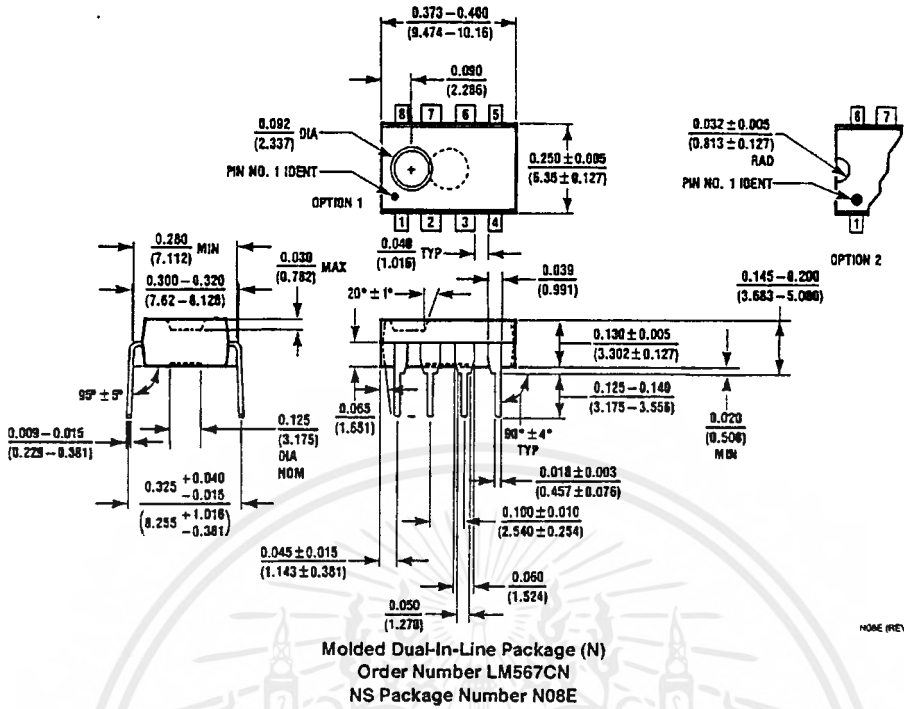 0.373–0.400
(9.474–10.16)
0.090
(2.286)
8 7 6 5
0.092 DIA
(2.337)
PIN NO. 1 IDENT
OPTION 1
1 2 3 4
0.250 ± 0.005
(6.35 ± 0.127)
0.032 ± 0.005
(0.813 ± 0.127)
RAD
PIN NO. 1 IDENT
8 7
1
OPTION 2
0.280 MIN
(7.112)
0.300–0.320
(7.62–8.128)
0.030 MAX
(0.762)
0.040 TYP
(1.016)
0.039
(0.991)
20° ± 1°
0.145–0.200
(3.683–5.080)
0.130 ± 0.005
(3.302 ± 0.127)
0.125–0.140
(3.175–3.556)
0.020
(0.508)
MIN
95° ± 5°
0.009–0.015
(0.229–0.381)
0.125
(3.175)
DIA
NOM
0.065
(1.651)
90° ± 4°
TYP
0.018 ± 0.003
(0.457 ± 0.076)
0.325 +0.040
−0.015
(8.255 +1.016
−0.381)
0.100 ± 0.010
(2.540 ± 0.254)
0.045 ± 0.015
(1.143 ± 0.381)
0.060
(1.524)
0.050
(1.270)
N08E (REV
Molded Dual-In-Line Package (N)
Order Number LM567CN
NS Package Number N08E